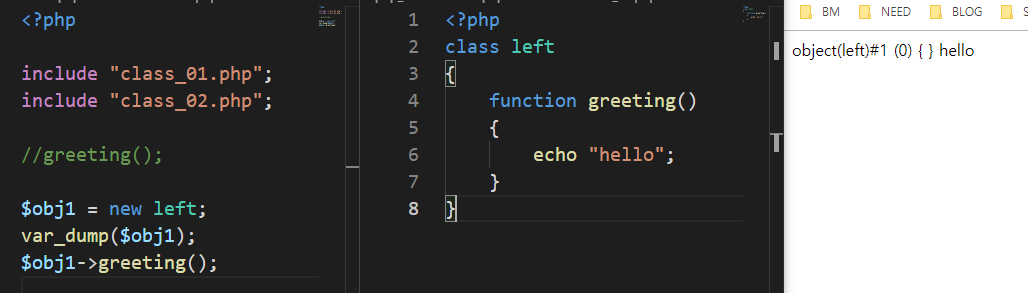 <?php
include "class_01.php";
include "class_02.php";
//greeting();
$obj1 = new left;
var_dump($obj1);
$obj1->greeting();
1 <?php
2 class left
3 {
4 function greeting()
5 {
6 echo "hello";
7 }
8 }
BM NEED BLOG
object(left)#1 (0) { } hello